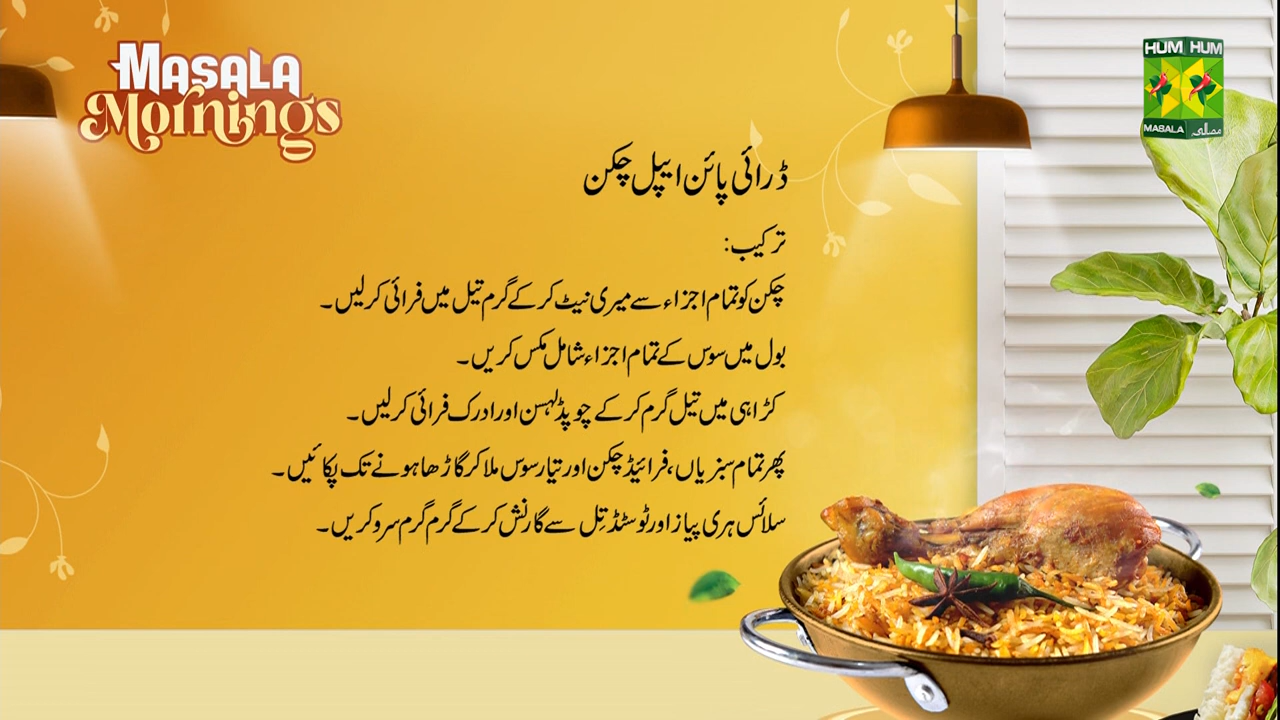 MASALA
Mornings
HUM HUM
MASALA مصالحہ
ڈرائی پائن ایپل چکن
ترکیب:
چکن کو تمام اجزاء سے میری نیٹ کر کے گرم تیل میں فرائی کر لیں۔
بول میں سوس کے تمام اجزاء شامل مکس کریں۔
کڑاہی میں تیل گرم کر کے چوپڈ لہسن اور ادرک فرائی کر لیں۔
پھر تمام سبزیاں، فرائیڈ چکن اور تیار سوس ملا کر گاڑھا ہونے تک پکائیں۔
سلائس ہری پیاز اور ٹوسٹڈ تِل سے گارنش کر کے گرم گرم سرو کریں۔